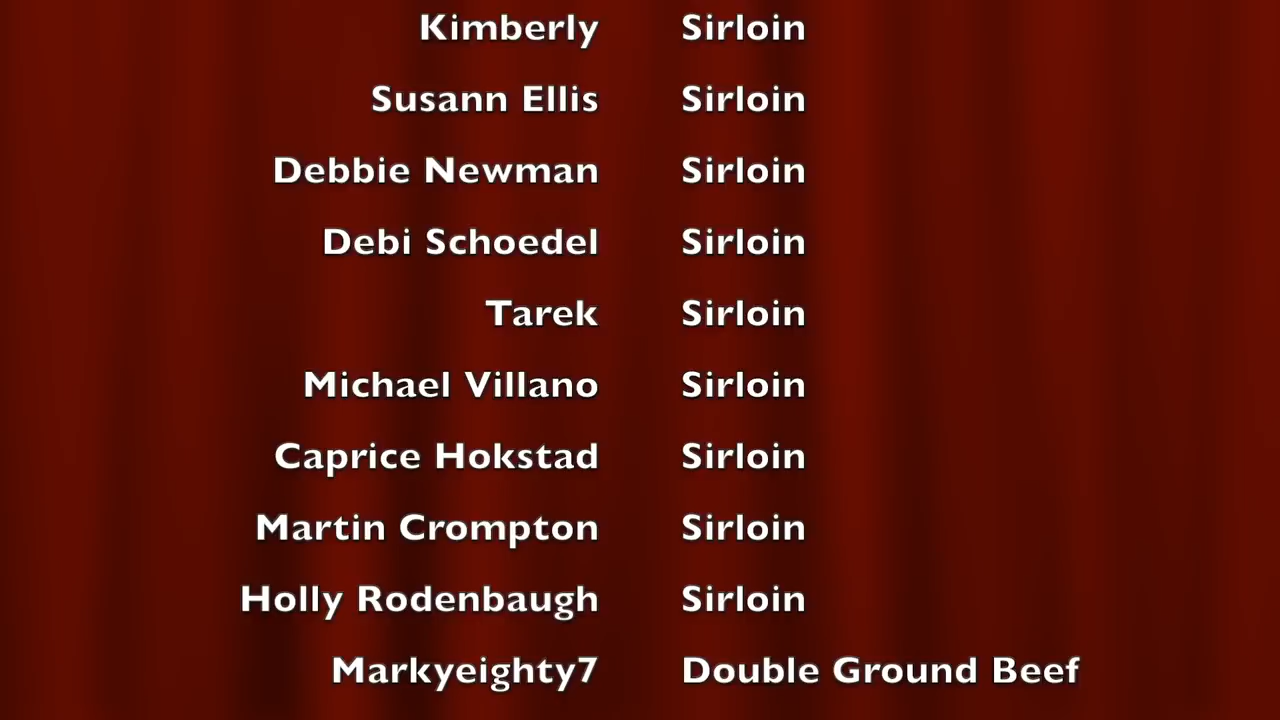 Kimberly Sirloin
Susann Ellis Sirloin
Debbie Newman Sirloin
Debi Schoedel Sirloin
Tarek Sirloin
Michael Villano Sirloin
Caprice Hokstad Sirloin
Martin Crompton Sirloin
Holly Rodenbaugh Sirloin
Markyeighty7 Double Ground Beef